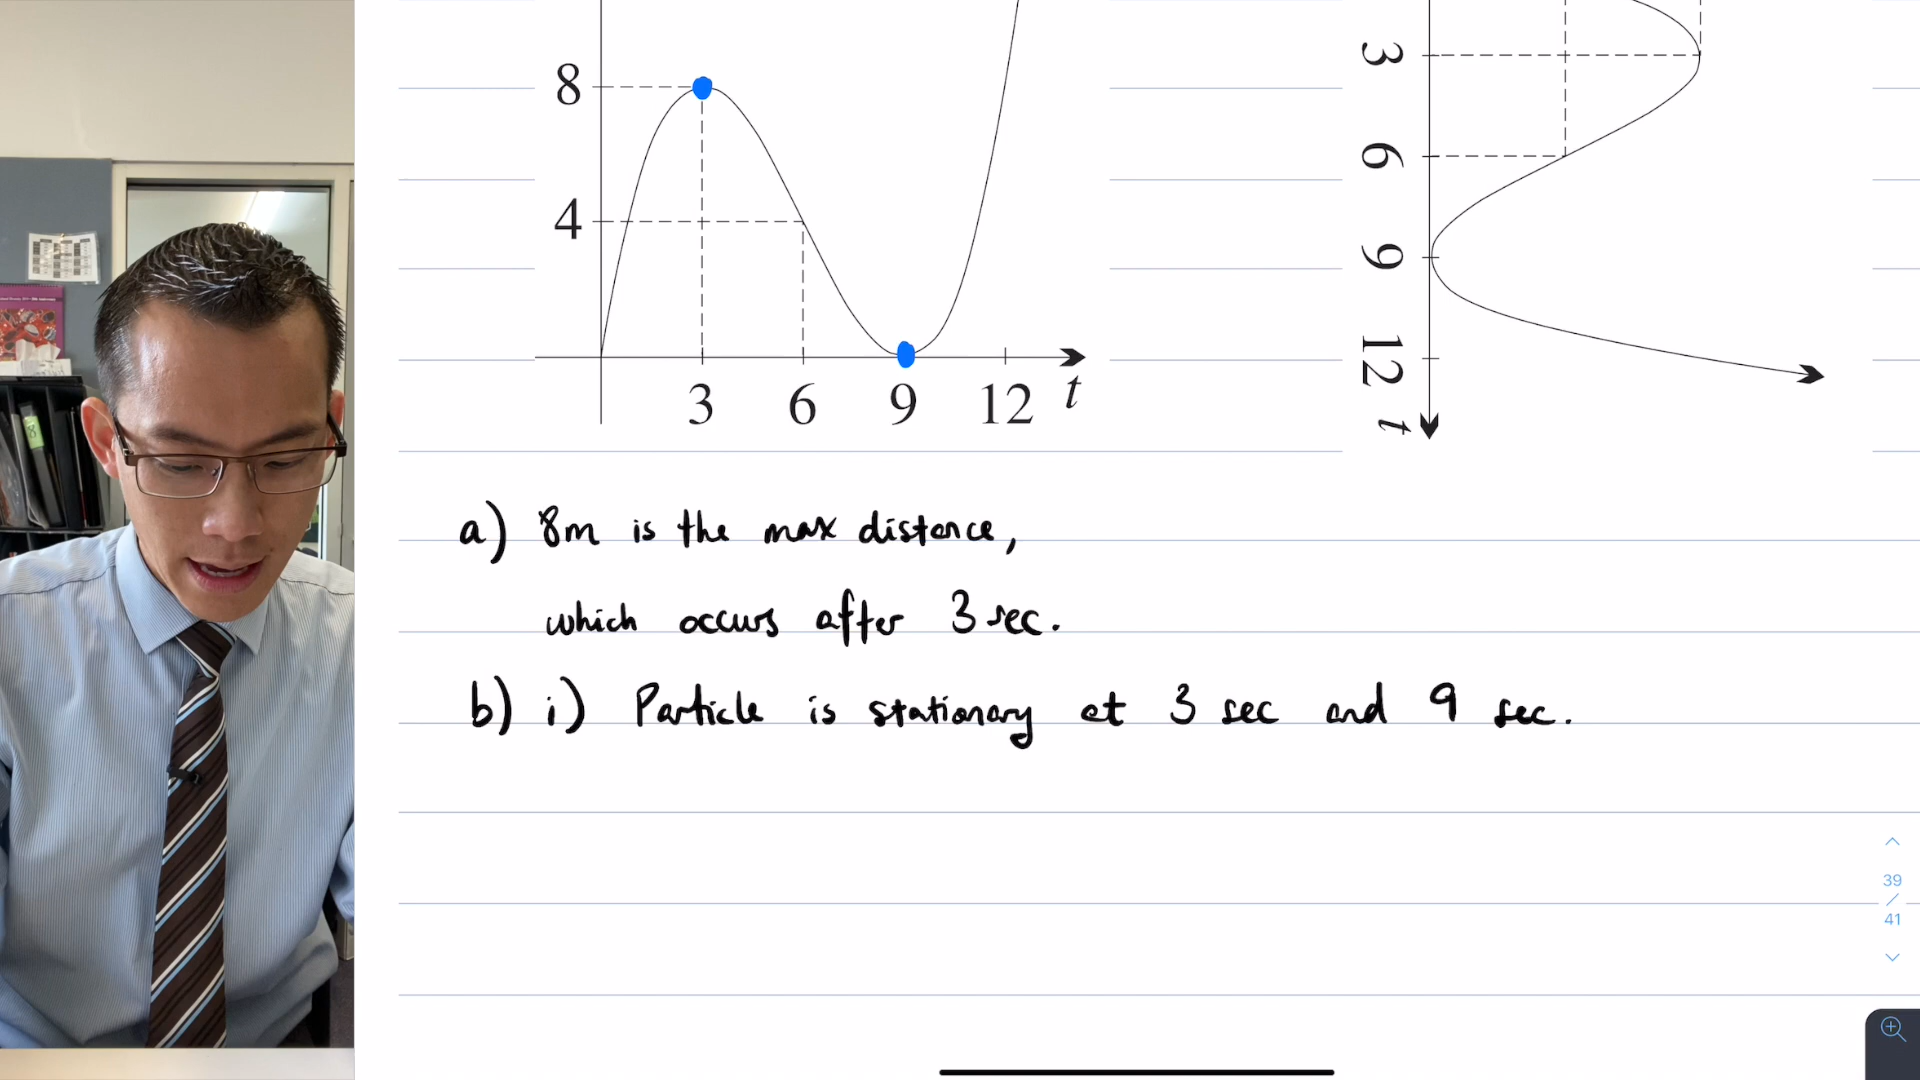 8
4
3 6 9 12 t
3
6
9
12
t
a) 8m is the max distance,
which occurs after 3 sec.
b) i) Particle is stationary at 3 sec and 9 sec.
39
/
41